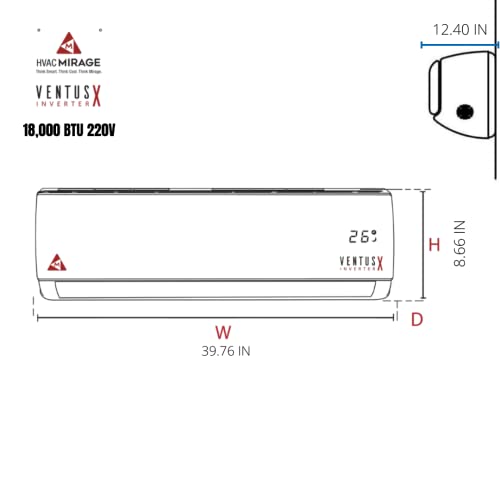 HVAC MIRAGE
Think Smart. Think Cool. Think Mirage.
VENTUSX
INVERTER
18,000 BTU 220V
12.40 IN
26°
M
VENTUSX
INVERTER
H
8.66 IN
D
W
39.76 IN